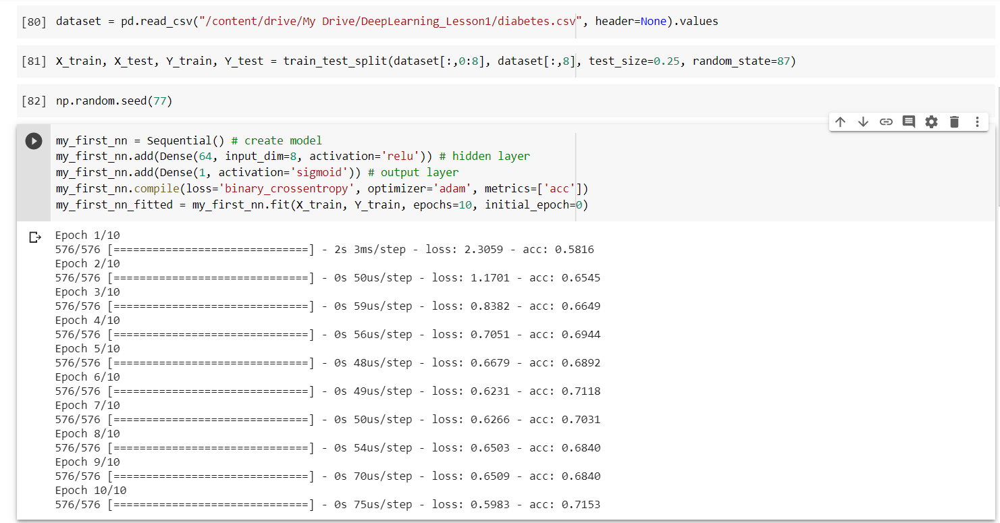 [80] dataset = pd.read_csv("/content/drive/My Drive/DeepLearning_Lesson1/diabetes.csv", header=None).values
[81] X_train, X_test, Y_train, Y_test = train_test_split(dataset[:,0:8], dataset[:,8], test_size=0.25, random_state=87)
[82] np.random.seed(77)
my_first_nn = Sequential() # create model
my_first_nn.add(Dense(64, input_dim=8, activation='relu')) # hidden layer
my_first_nn.add(Dense(1, activation='sigmoid')) # output layer
my_first_nn.compile(loss='binary_crossentropy', optimizer='adam', metrics=['acc'])
my_first_nn_fitted = my_first_nn.fit(X_train, Y_train, epochs=10, initial_epoch=0)
Epoch 1/10
576/576 [==============================] - 2s 3ms/step - loss: 2.3059 - acc: 0.5816
Epoch 2/10
576/576 [==============================] - 0s 50us/step - loss: 1.1701 - acc: 0.6545
Epoch 3/10
576/576 [==============================] - 0s 59us/step - loss: 0.8382 - acc: 0.6649
Epoch 4/10
576/576 [==============================] - 0s 56us/step - loss: 0.7051 - acc: 0.6944
Epoch 5/10
576/576 [==============================] - 0s 48us/step - loss: 0.6679 - acc: 0.6892
Epoch 6/10
576/576 [==============================] - 0s 49us/step - loss: 0.6231 - acc: 0.7118
Epoch 7/10
576/576 [==============================] - 0s 50us/step - loss: 0.6266 - acc: 0.7031
Epoch 8/10
576/576 [==============================] - 0s 54us/step - loss: 0.6503 - acc: 0.6840
Epoch 9/10
576/576 [==============================] - 0s 70us/step - loss: 0.6509 - acc: 0.6840
Epoch 10/10
576/576 [==============================] - 0s 75us/step - loss: 0.5983 - acc: 0.7153